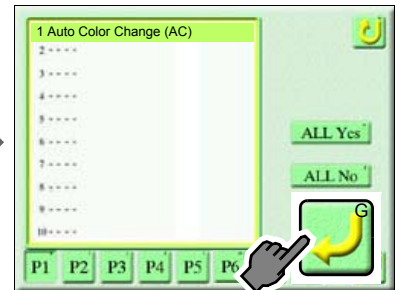 1 Auto Color Change (AC)
2 - - - -
3 - - - -
4 - - - -
5 - - - -
6 - - - -
7 - - - -
8 - - - -
9 - - - -
10 - - - -
ALL Yes
ALL No
G
P1 P2 P3 P4 P5 P6